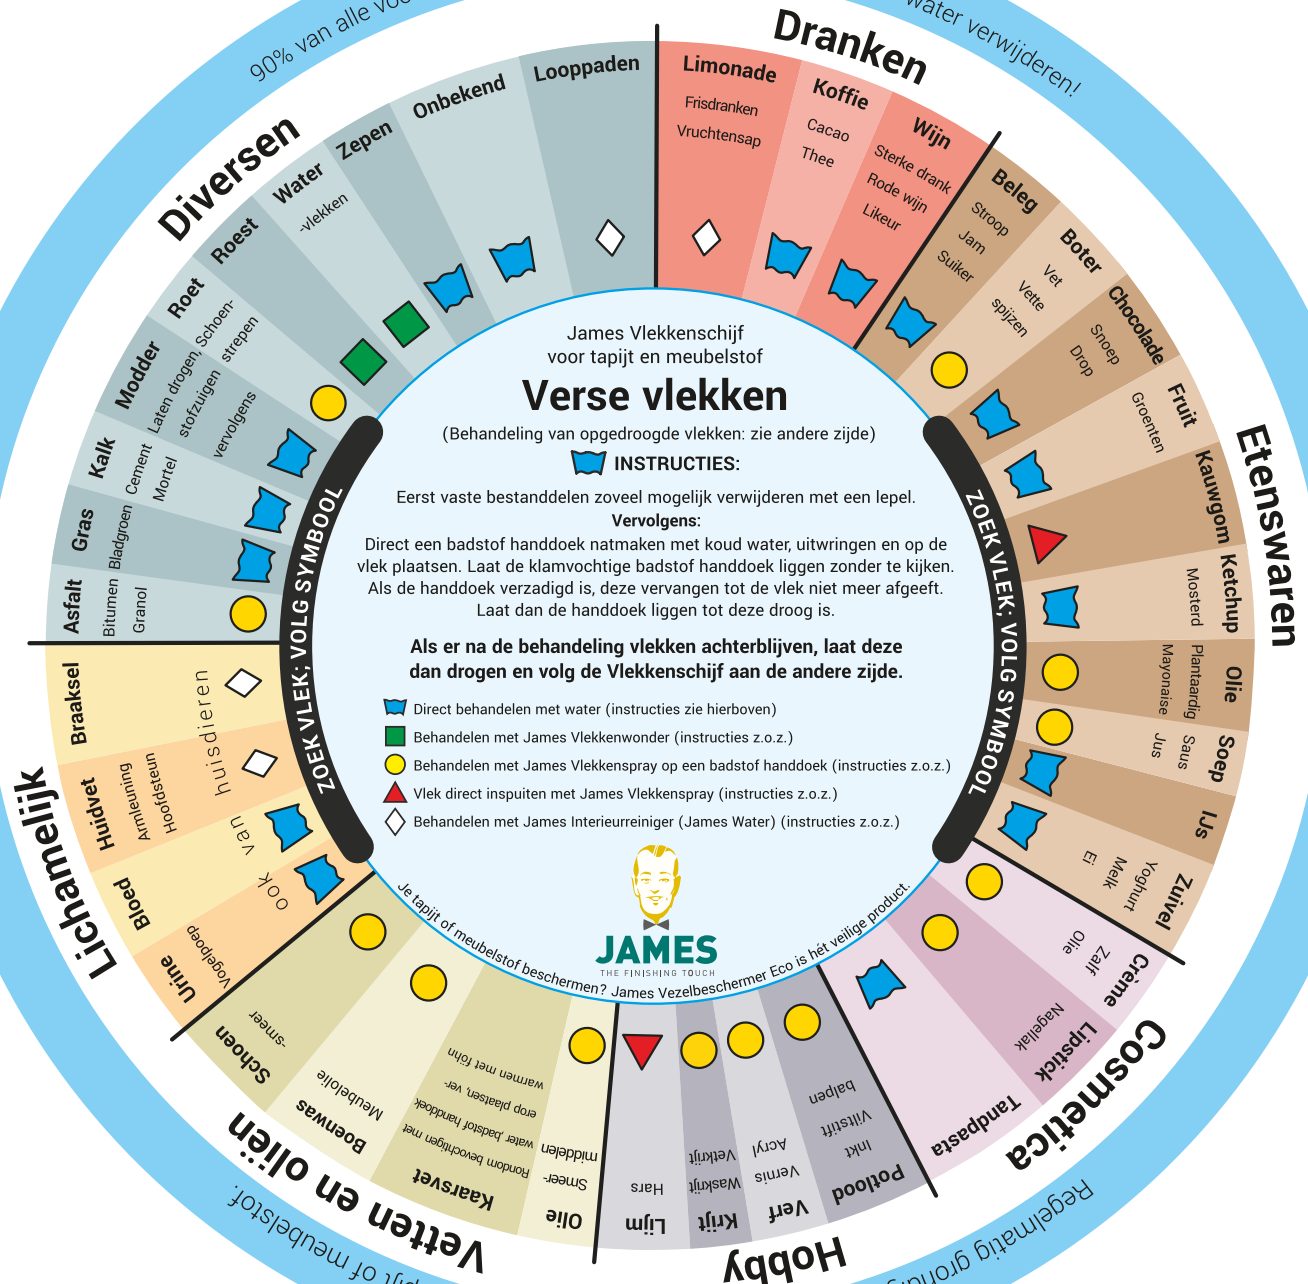 90% van alle
water verwijderen!
Dranken
Limonade
Frisdranken
Vruchtensap
Koffie
Cacao
Thee
Wijn
Sterke drank
Rode wijn
Likeur
Etenswaren
Beleg
Stroop
Jam
Suiker
Boter
Vet
Vette
spijzen
Chocolade
Snoep
Drop
Fruit
Groenten
Kauwgom
Ketchup
Mosterd
Olie
Plantaardig
Mayonaise
Soep
Saus
Jus
IJs
Zuivel
Yoghurt
Melk
Ei
Cosmetica
Crème
Zalf
Olie
Lipstick
Nagellak
Tandpasta
Hobby
Potlood
Inkt
Viltstift
balpen
Verf
Vernis
Acryl
Krijt
Waskrijt
Vetkrijt
Lijm
Hars
Vetten en oliën
Olie
Smeer-
middelen
Kaarsvet
Rondom bevochtigen met
water, badstof handdoek
erop plaatsen, ver-
warmen met föhn
Boenwas
Meubelolie
Schoen
-smeer
Lichamelijk
Urine
Vogelpoep
Bloed
Huidvet
Armleuning
Hoofdsteun
Braaksel
ook van huisdieren
Diversen
Asfalt
Bitumen
Granol
Gras
Bladgroen
Kalk
Cement
Mortel
Modder
Laten drogen,
stofzuigen
vervolgens
Roet
Schoen-
strepen
Roest
Water
-vlekken
Zepen
Onbekend
Looppaden
ZOEK VLEK; VOLG SYMBOOL
ZOEK VLEK; VOLG SYMBOOL
James Vlekkenschijf
voor tapijt en meubelstof
Verse vlekken
(Behandeling van opgedroogde vlekken: zie andere zijde)
INSTRUCTIES:
Eerst vaste bestanddelen zoveel mogelijk verwijderen met een lepel.
Vervolgens:
Direct een badstof handdoek natmaken met koud water, uitwringen en op de
vlek plaatsen. Laat de klamvochtige badstof handdoek liggen zonder te kijken.
Als de handdoek verzadigd is, deze vervangen tot de vlek niet meer afgeeft.
Laat dan de handdoek liggen tot deze droog is.
Als er na de behandeling vlekken achterblijven, laat deze
dan drogen en volg de Vlekkenschijf aan de andere zijde.
Direct behandelen met water (instructies zie hierboven)
Behandelen met James Vlekkenwonder (instructies z.o.z.)
Behandelen met James Vlekkenspray op een badstof handdoek (instructies z.o.z.)
Vlek direct inspuiten met James Vlekkenspray (instructies z.o.z.)
Behandelen met James Interieurreiniger (James Water) (instructies z.o.z.)
JAMES
THE FINISHING TOUCH
Je tapijt of meubelstof beschermen? James Vezelbeschermer Eco is hét veilige product.
Regelmatig
of meubelstof.